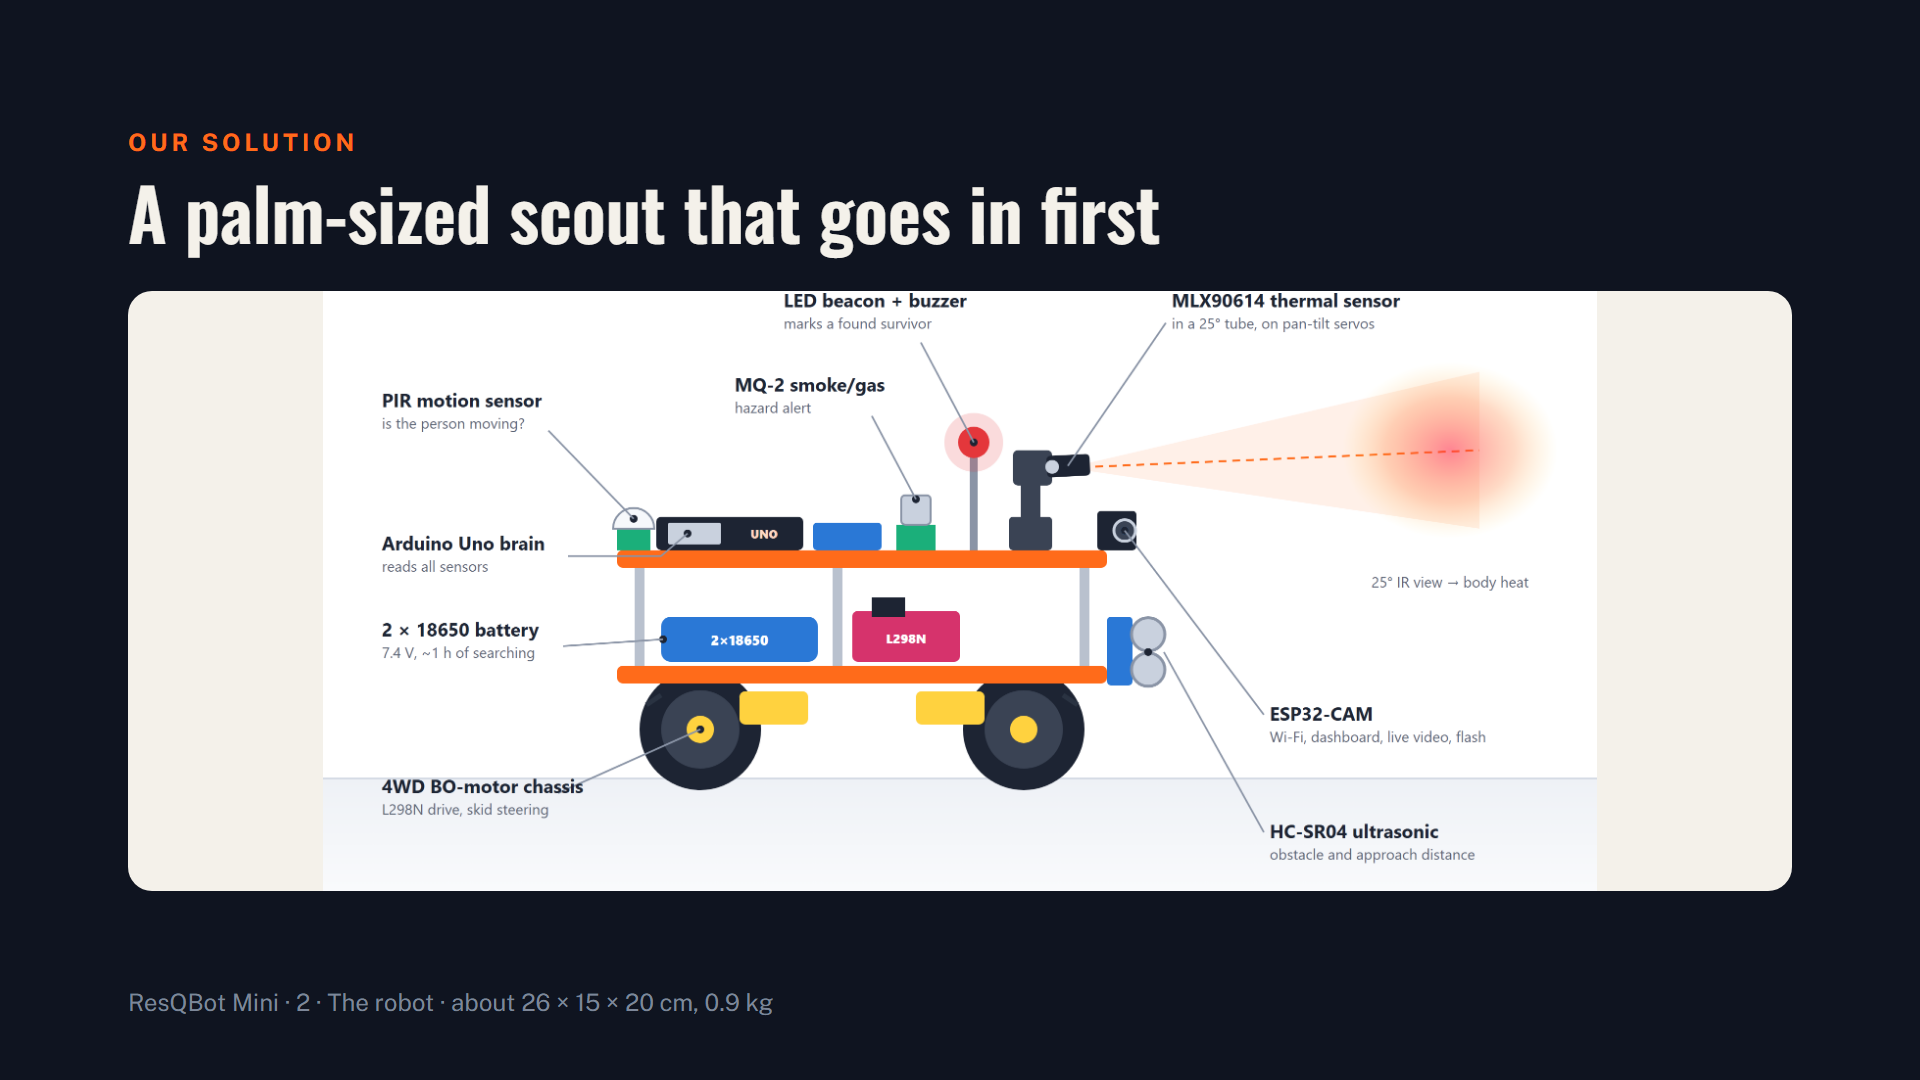 OUR SOLUTION
A palm-sized scout that goes in first
LED beacon + buzzer
marks a found survivor
MLX90614 thermal sensor
in a 25° tube, on pan-tilt servos
MQ-2 smoke/gas
hazard alert
PIR motion sensor
is the person moving?
UNO
Arduino Uno brain
reads all sensors
25° IR view → body heat
2 × 18650 battery
7.4 V, ~1 h of searching
2×18650
L298N
ESP32-CAM
Wi-Fi, dashboard, live video, flash
4WD BO-motor chassis
L298N drive, skid steering
HC-SR04 ultrasonic
obstacle and approach distance
ResQBot Mini · 2 · The robot · about 26 × 15 × 20 cm, 0.9 kg